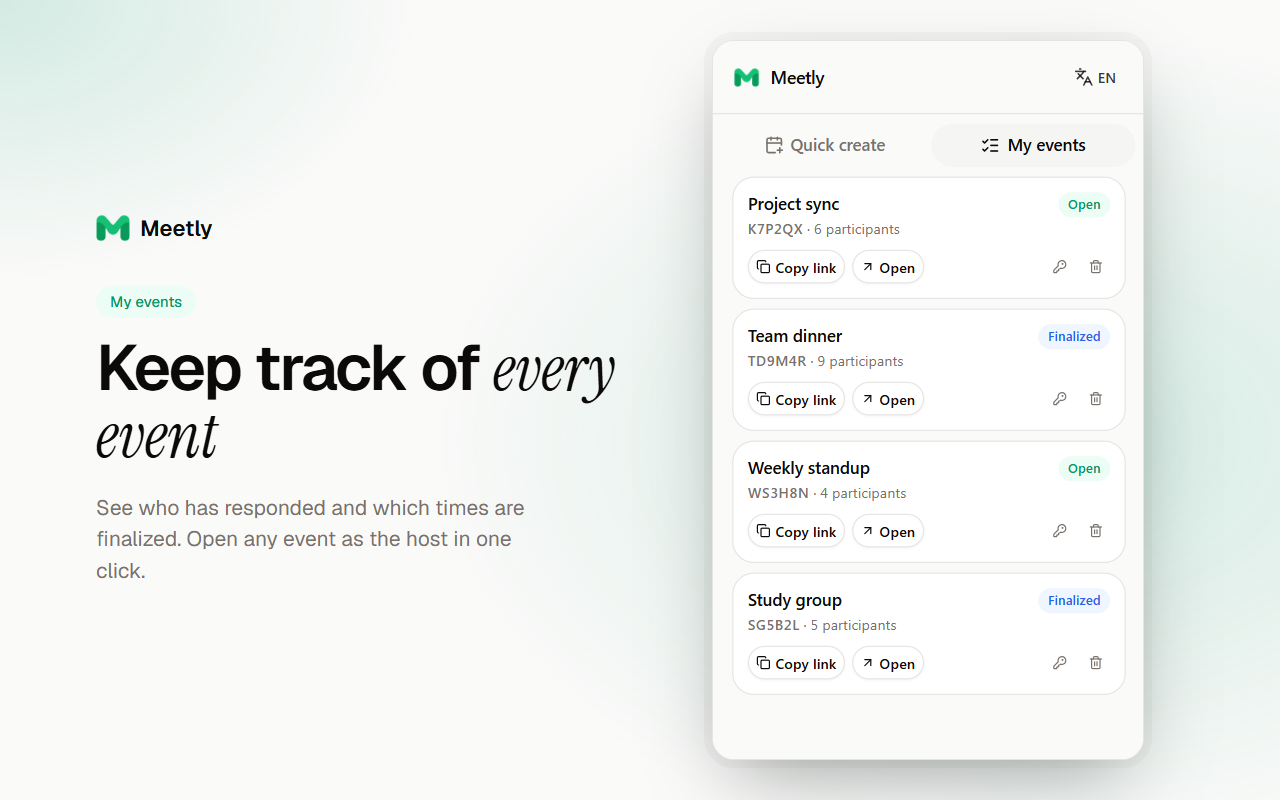 Meetly
My events
Keep track of every
event
See who has responded and which times are
finalized. Open any event as the host in one
click.
Meetly
EN
Quick create
My events
Project sync
Open
K7P2QX · 6 participants
Copy link
Open
Team dinner
Finalized
TD9M4R · 9 participants
Copy link
Open
Weekly standup
Open
WS3H8N · 4 participants
Copy link
Open
Study group
Finalized
SG5B2L · 5 participants
Copy link
Open